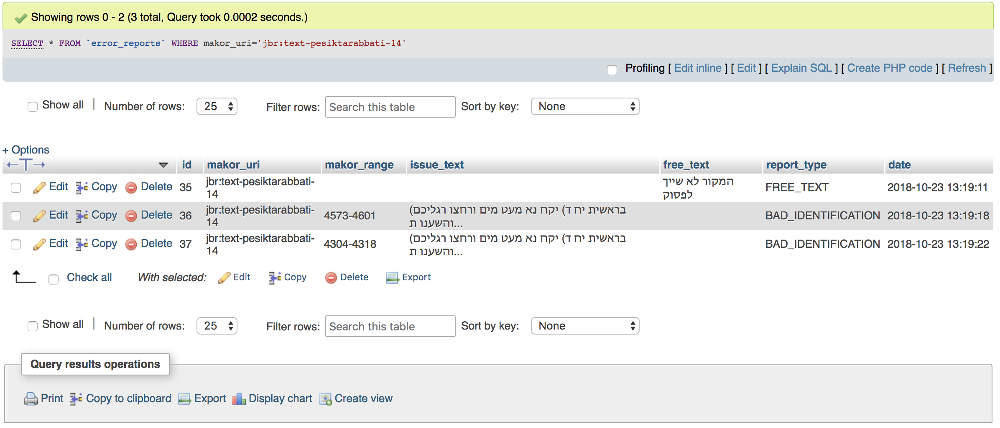 Showing rows 0 - 2 (3 total, Query took 0.0002 seconds.)
SELECT * FROM `error_reports` WHERE makor_uri='jbr:text-pesiktarabbati-14'
Profiling [ Edit inline ] [ Edit ] [ Explain SQL ] [ Create PHP code ] [ Refresh ]
Show all | Number of rows: 25 Filter rows: Search this table Sort by key: None
+ Options
←T→ id makor_uri makor_range issue_text free_text report_type date
Edit Copy Delete 35 jbr:text-pesiktarabbati-14 המקור לא שייך לפסוק FREE_TEXT 2018-10-23 13:19:11
Edit Copy Delete 36 jbr:text-pesiktarabbati-14 4573-4601 (בראשית יח ד) יקח נא מעט מים ורחצו רגליכם והשענו ת... BAD_IDENTIFICATION 2018-10-23 13:19:18
Edit Copy Delete 37 jbr:text-pesiktarabbati-14 4304-4318 (בראשית יח ד) יקח נא מעט מים ורחצו רגליכם והשענו ת... BAD_IDENTIFICATION 2018-10-23 13:19:22
Check all With selected: Edit Copy Delete Export
Show all | Number of rows: 25 Filter rows: Search this table Sort by key: None
Query results operations
Print Copy to clipboard Export Display chart Create view